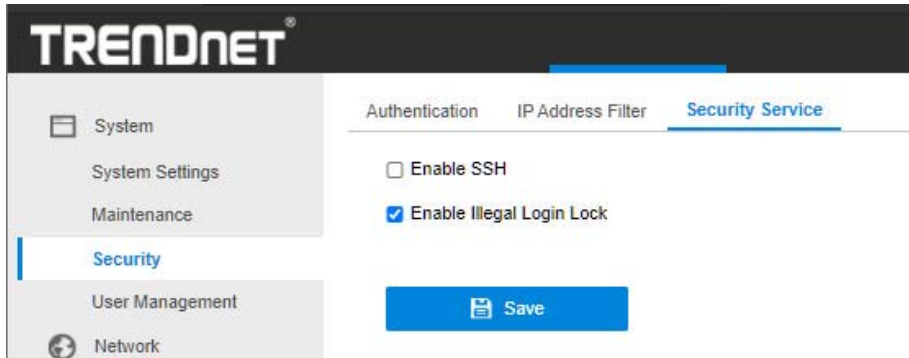 TRENDnet®
Authentication IP Address Filter Security Service
System
System Settings
Maintenance
Security
User Management
Network
Enable SSH
Enable Illegal Login Lock
Save